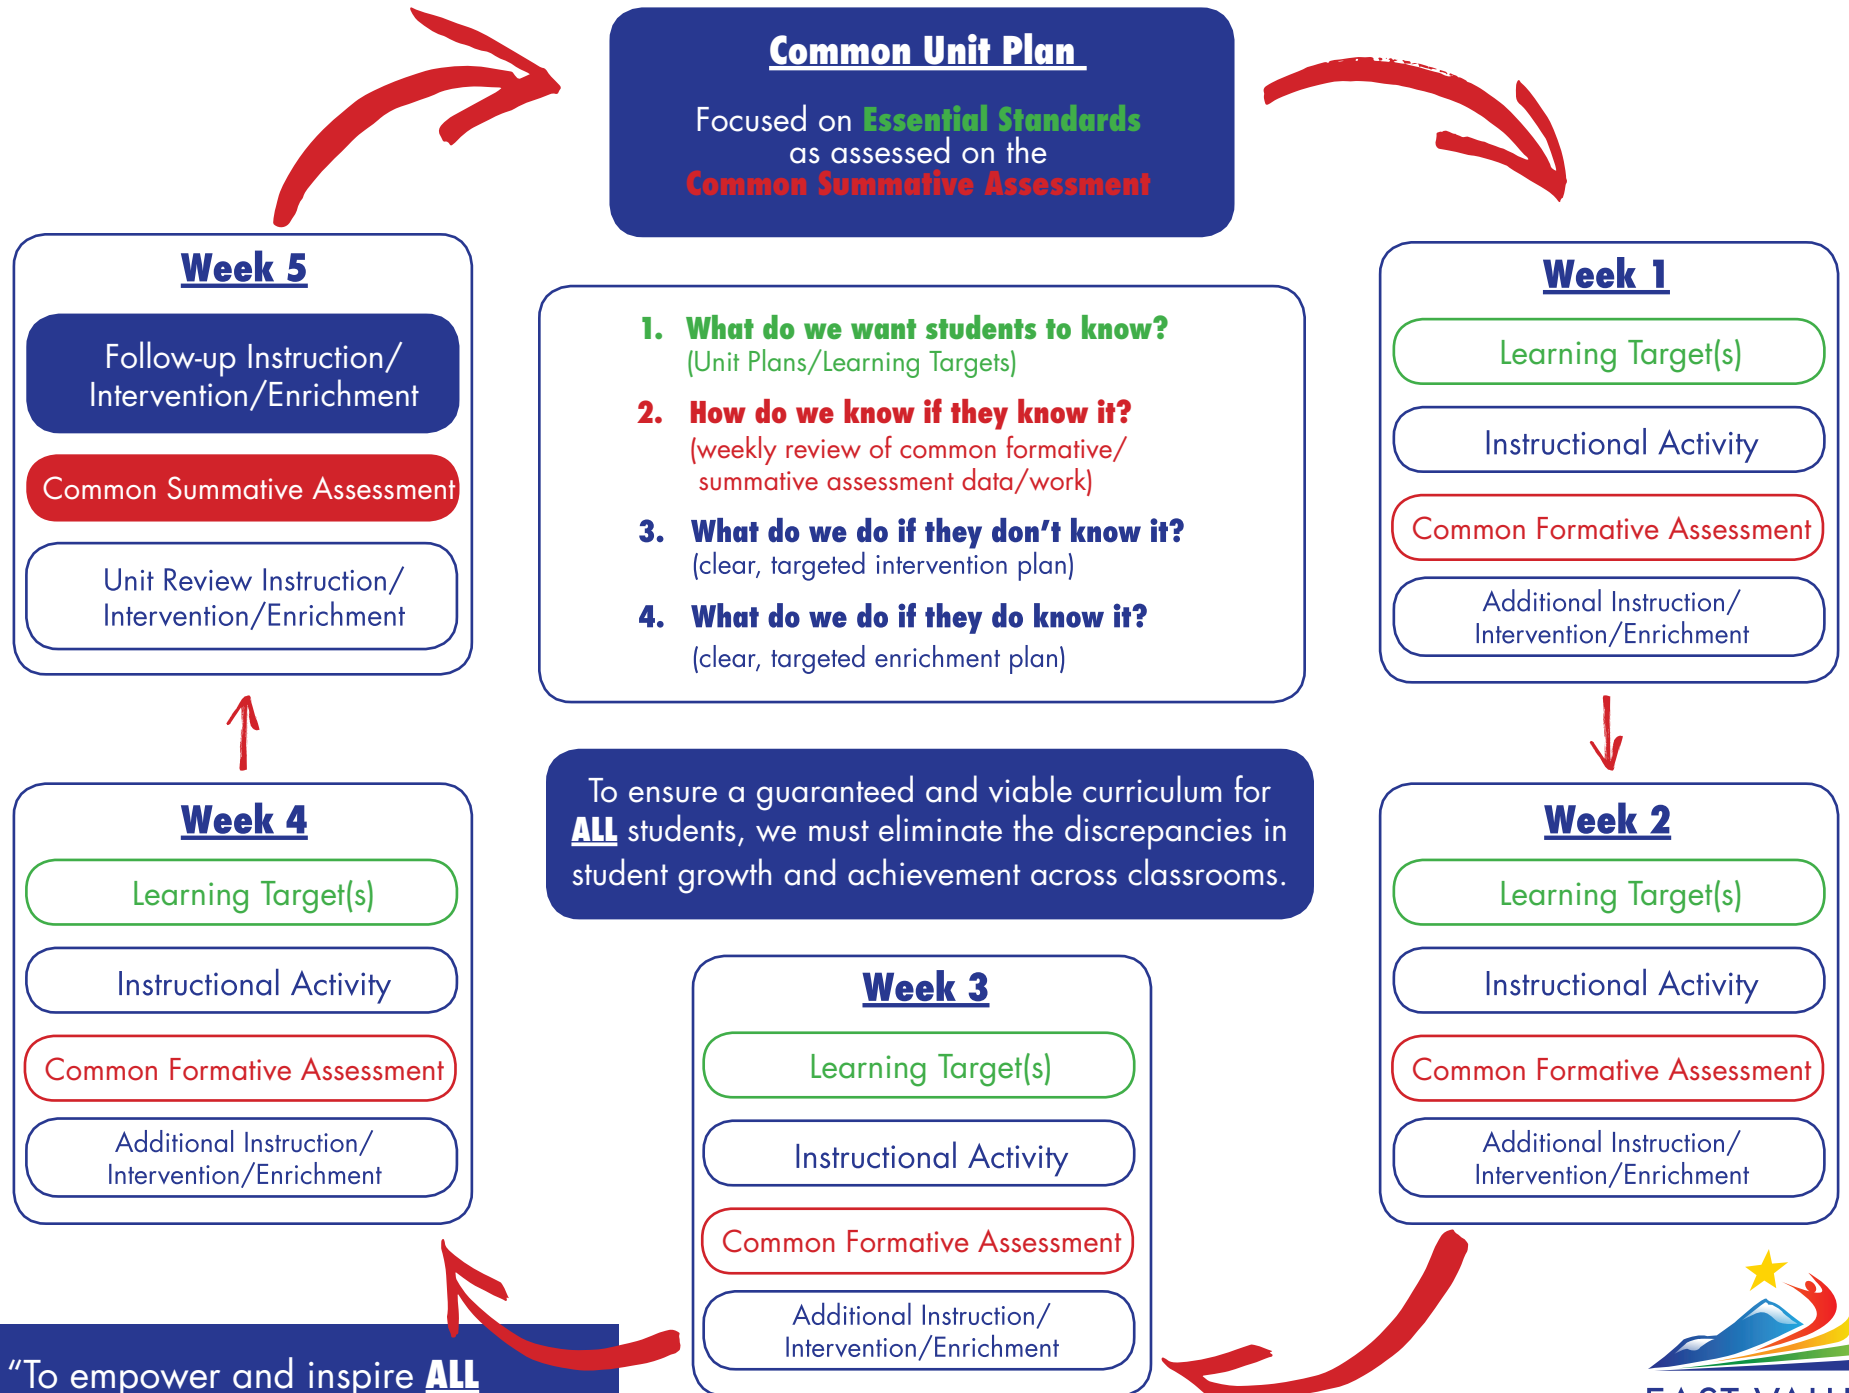 Common Unit Plan
Focused on Essential Standards
as assessed on the
Common Summative Assessment
Week 5
Follow-up Instruction/
Intervention/Enrichment
Common Summative Assessment
Unit Review Instruction/
Intervention/Enrichment
1. What do we want students to know?
(Unit Plans/Learning Targets)
2. How do we know if they know it?
(weekly review of common formative/
summative assessment data/work)
3. What do we do if they don't know it?
(clear, targeted intervention plan)
4. What do we do if they do know it?
(clear, targeted enrichment plan)
Week 1
Learning Target(s)
Instructional Activity
Common Formative Assessment
Additional Instruction/
Intervention/Enrichment
To ensure a guaranteed and viable curriculum for
ALL students, we must eliminate the discrepancies in
student growth and achievement across classrooms.
Week 4
Learning Target(s)
Instructional Activity
Common Formative Assessment
Additional Instruction/
Intervention/Enrichment
Week 3
Learning Target(s)
Instructional Activity
Common Formative Assessment
Additional Instruction/
Intervention/Enrichment
Week 2
Learning Target(s)
Instructional Activity
Common Formative Assessment
Additional Instruction/
Intervention/Enrichment
"To empower and inspire ALL
EAST